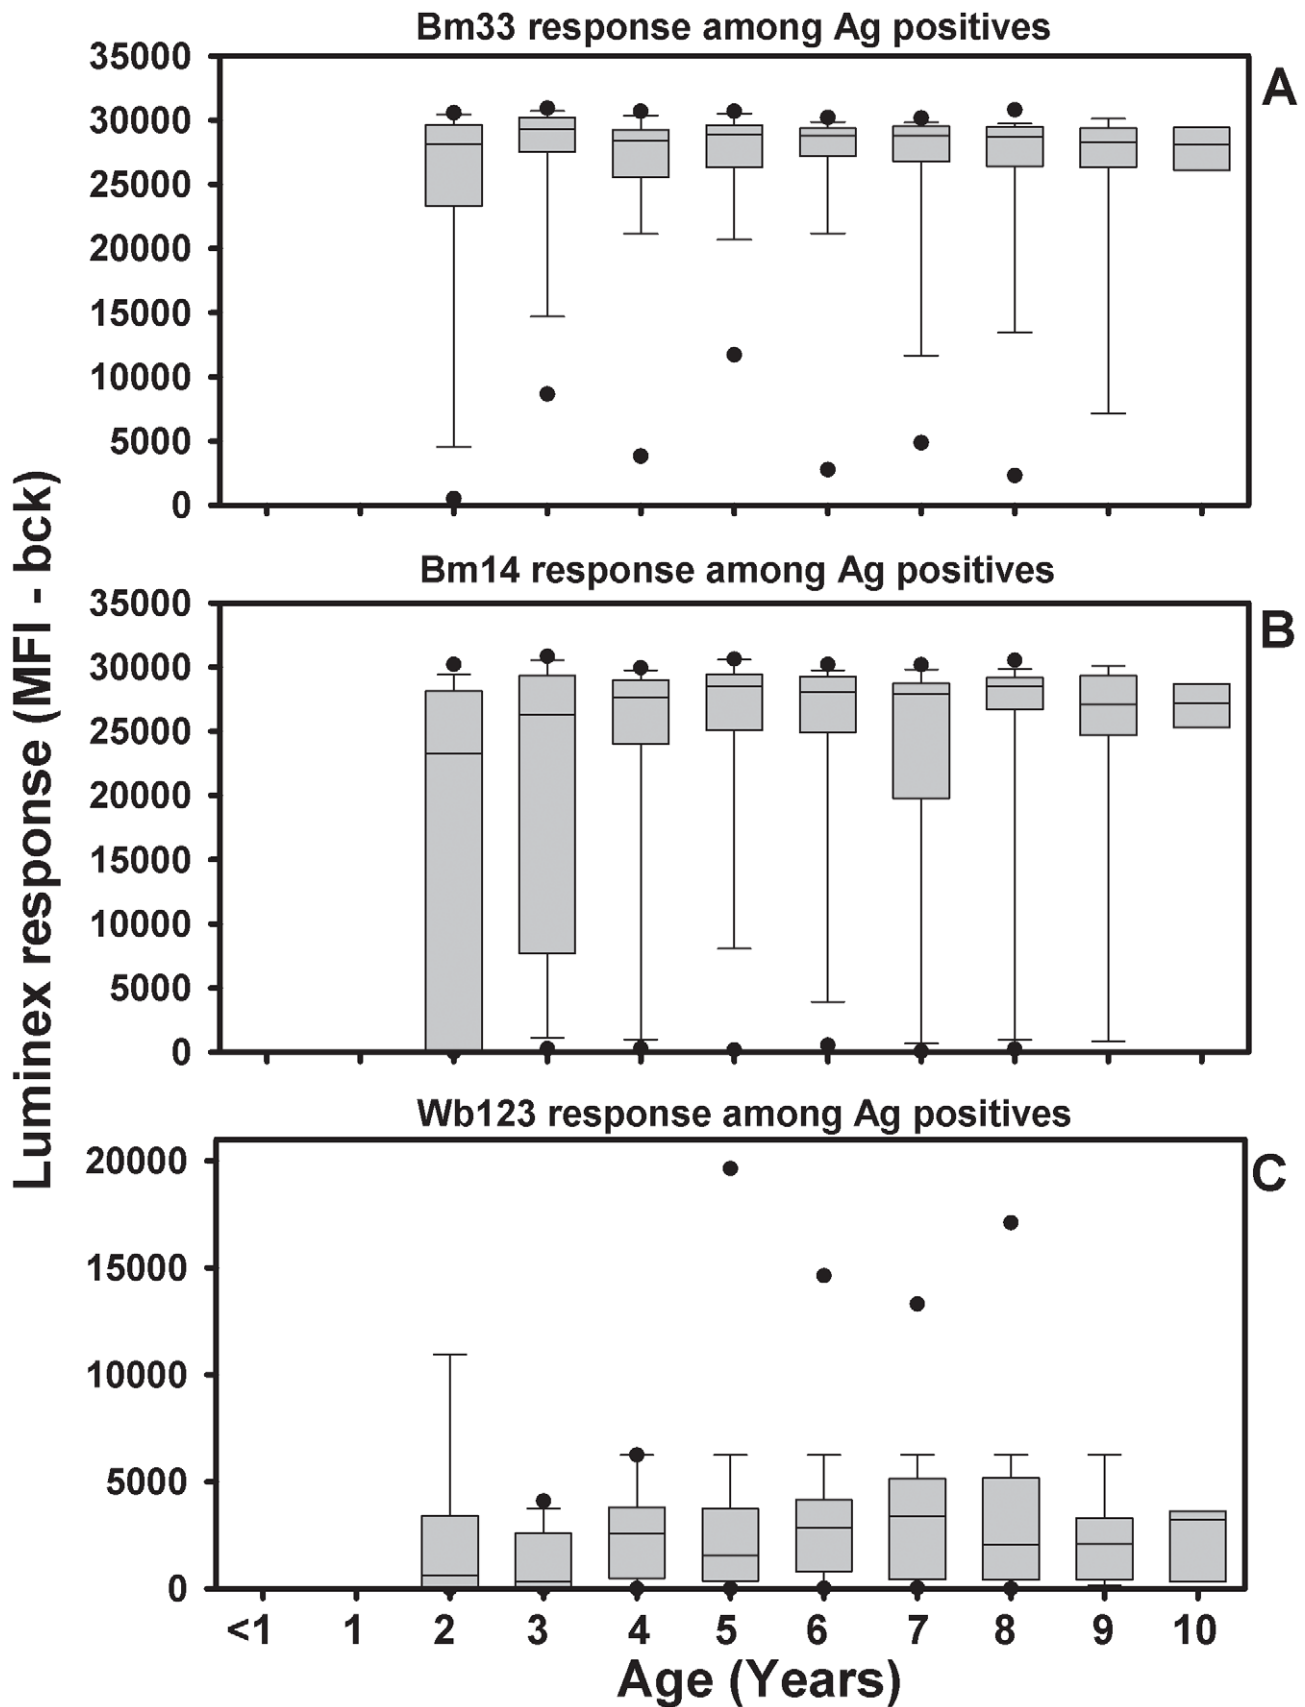 Bm33 response among Ag positives
A
35000
30000
25000
20000
15000
10000
5000
0
Bm14 response among Ag positives
B
35000
30000
25000
20000
15000
10000
5000
0
Wb123 response among Ag positives
C
20000
15000
10000
5000
0
<1 1 2 3 4 5 6 7 8 9 10
Age (Years)
Luminex response (MFI - bck)